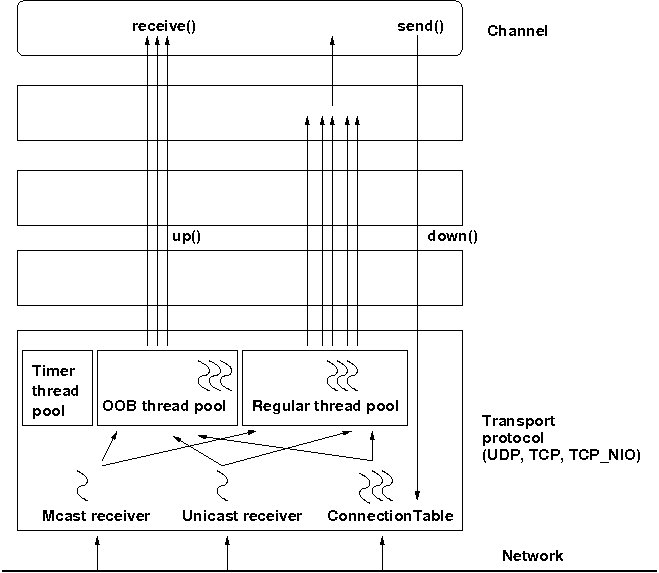 receive()
send()
Channel
up()
down()
Timer
thread
pool
OOB thread pool
Regular thread pool
Transport
protocol
(UDP, TCP, TCP_NIO)
Mcast receiver
Unicast receiver
ConnectionTable
Network